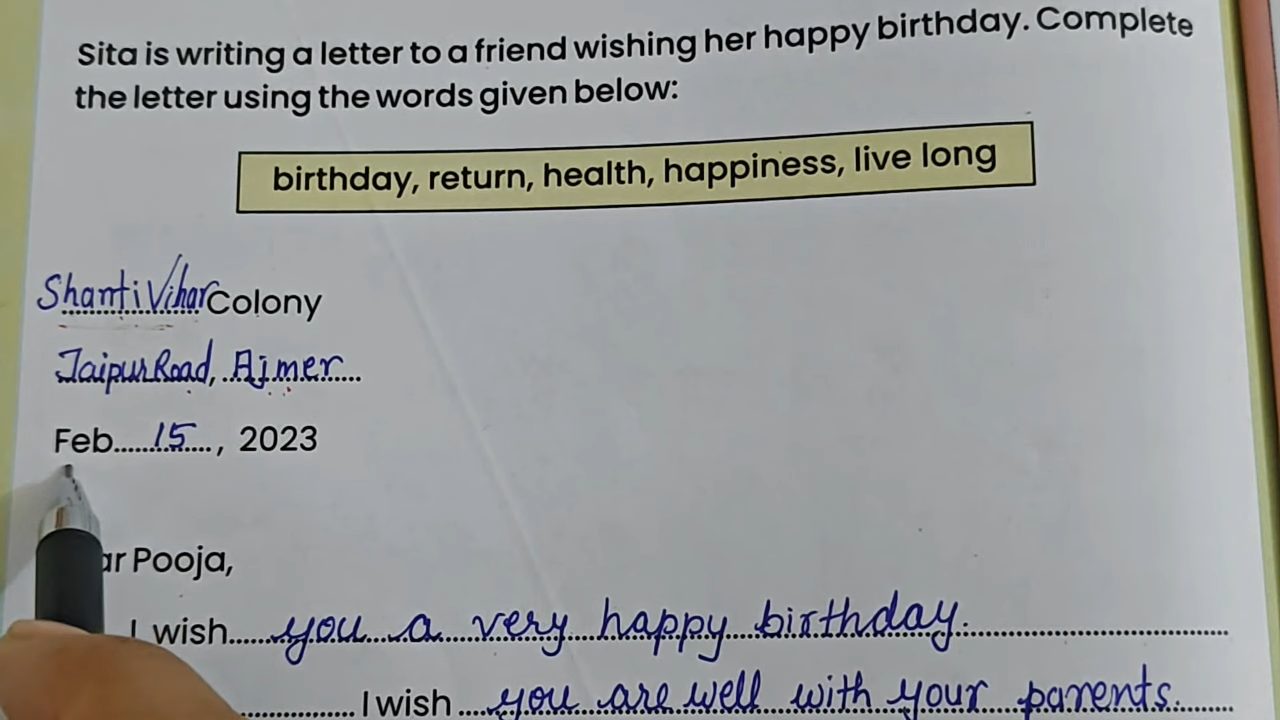 Sita is writing a letter to a friend wishing her happy birthday. Complete
the letter using the words given below:
birthday, return, health, happiness, live long
Shanti Vihar Colony
Jaipur Road, Ajmer
Feb.....15....., 2023
ar Pooja,
I wish you a very happy birthday.
I wish you are well with your parents.